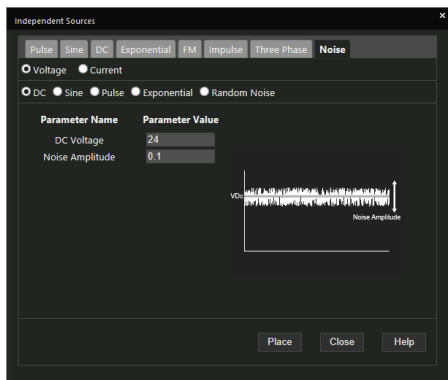 Independent Sources ×
Pulse Sine DC Exponential FM Impulse Three Phase Noise
Voltage Current
DC Sine Pulse Exponential Random Noise
Parameter Name Parameter Value
DC Voltage 24
Noise Amplitude 0.1
VDc
Noise Amplitude
Place Close Help